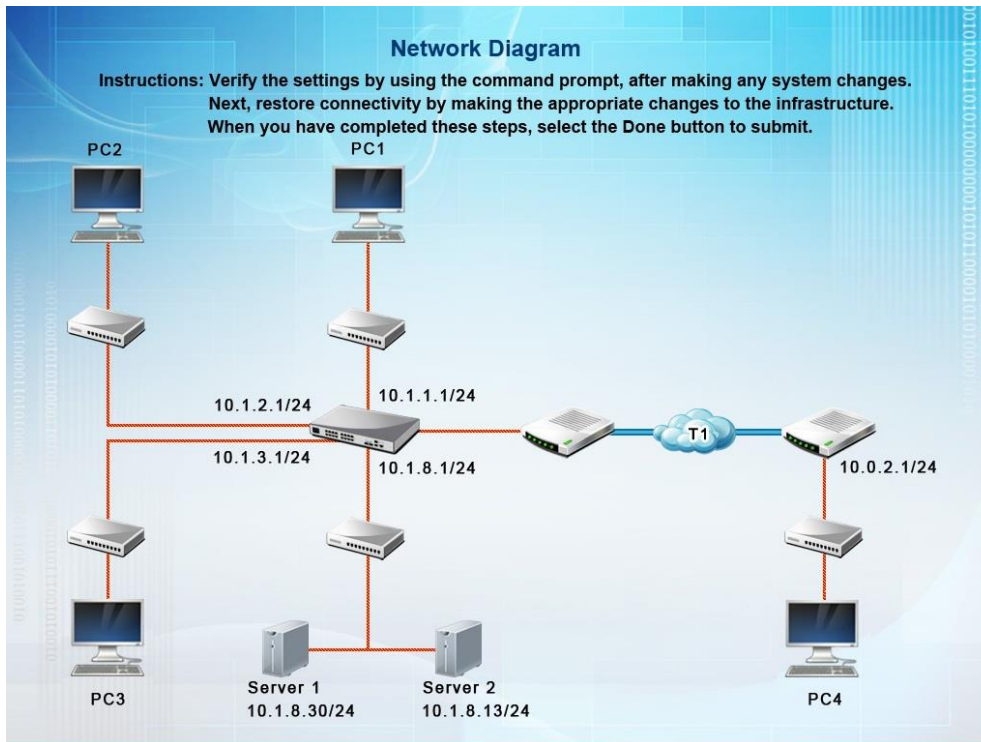 Network Diagram
Instructions: Verify the settings by using the command prompt, after making any system changes.
Next, restore connectivity by making the appropriate changes to the infrastructure.
When you have completed these steps, select the Done button to submit.
PC2
PC1
10.1.2.1/24
10.1.1.1/24
10.1.3.1/24
10.1.8.1/24
T1
10.0.2.1/24
PC3
Server 1
10.1.8.30/24
Server 2
10.1.8.13/24
PC4